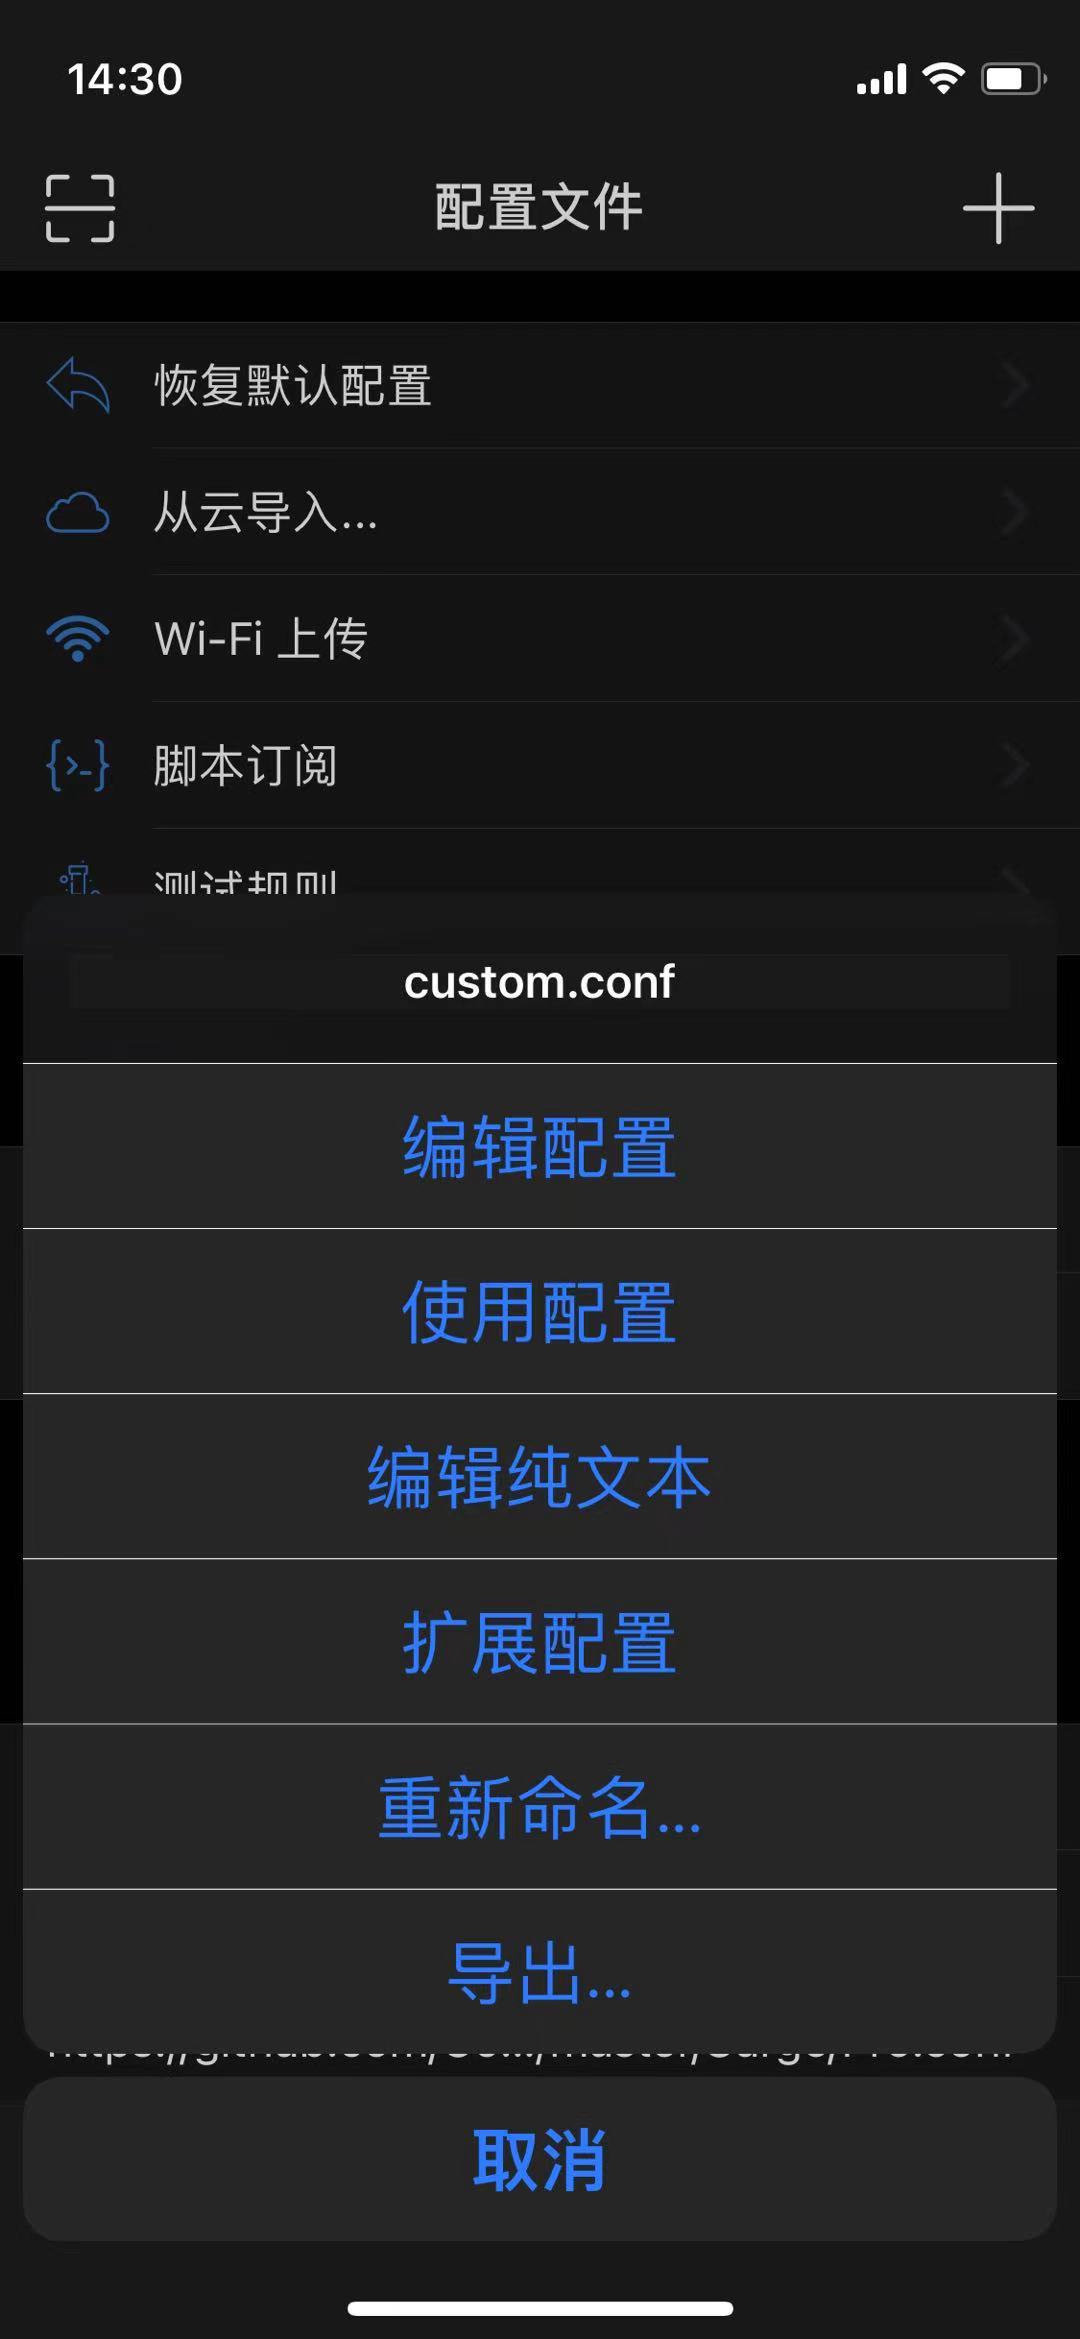 14:30
配置文件
恢复默认配置
从云导入...
Wi-Fi 上传
脚本订阅
测试规则
custom.conf
编辑配置
使用配置
编辑纯文本
扩展配置
重新命名...
导出...
取消